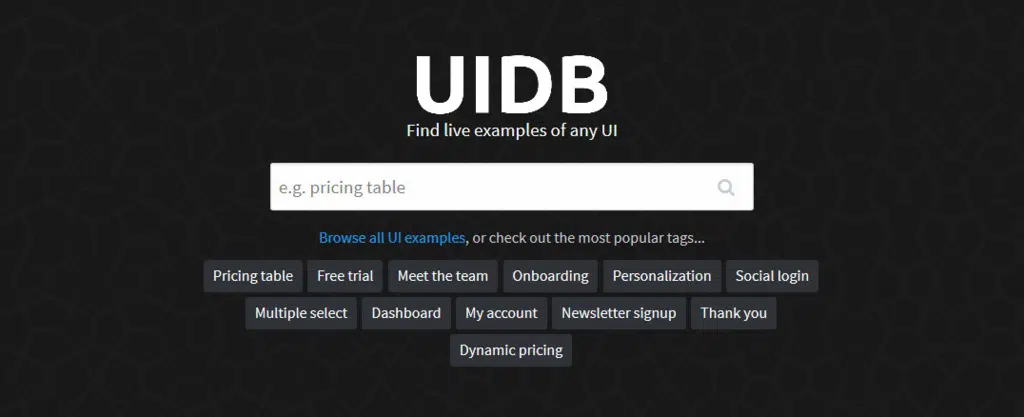 UIDB
Find live examples of any UI
e.g. pricing table
Browse all UI examples, or check out the most popular tags...
Pricing table Free trial Meet the team Onboarding Personalization Social login
Multiple select Dashboard My account Newsletter signup Thank you
Dynamic pricing